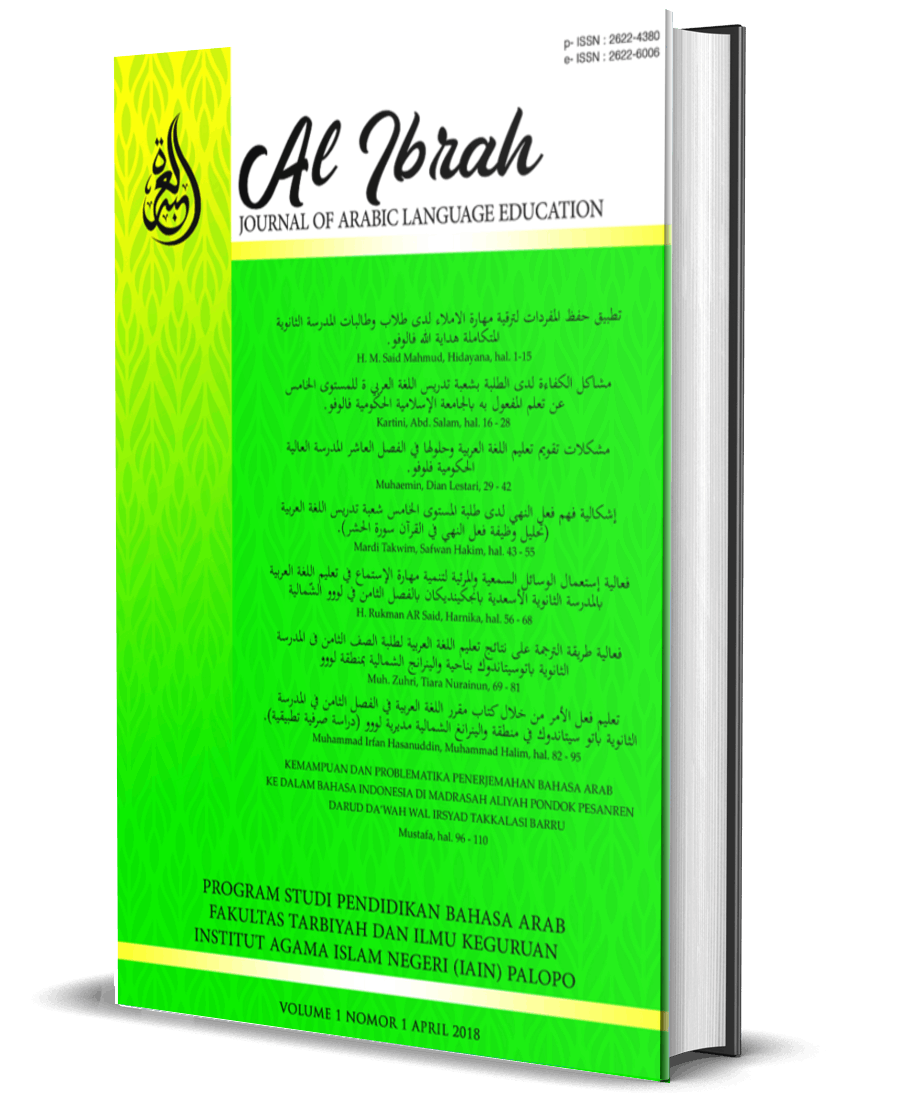 p- ISSN : 2622-4380
e- ISSN : 2622-6006
العبرة
Al Ibrah
JOURNAL OF ARABIC LANGUAGE EDUCATION
تطبيق حفظ المفردات لترقية مهارة الاملاء لدى طلاب وطالبات المدرسة الثانوية
المتكاملة هداية الله فالوفو.
H. M. Said Mahmud, Hidayana, hal. 1-15
مشاكل الكفاءة لدى الطلبة بشعبة تدريس اللغة العربي ة للمستوى الخامس
عن تعلم المفعول به بالجامعة الإسلامية الحكومية فالوفو.
Kartini, Abd. Salam, hal. 16 - 28
مشكلات تقويم تعليم اللغة العربية وحلولها في الفصل العاشر المدرسة العالية
الحكومية فلوفو.
Muhaemin, Dian Lestari, 29 - 42
إشكالية فهم فعل النهي لدى طلبة المستوى الخامس شعبة تدريس اللغة العربية
(تحليل وظيفة فعل النهي في القرآن سورة الحشر).
Mardi Takwim, Safwan Hakim, hal. 43 - 55
فعالية إستعمال الوسائل السمعية والمرئية لتنمية مهارة الإستماع في تعليم اللغة العربية
بالمدرسة الثانوية الأسعدية بانجكينديكان بالفصل الثامن في لووو الشمالية
H. Rukman AR Said, Harnika, hal. 56 - 68
فعالية طريقة الترجمة على نتائج تعليم اللغة العربية لطلبة الصف الثامن فى المدرسة
الثانوية باتوسيتاندوك بناحية والينرانج الشمالية بمنطقة لووو
Muh. Zuhri, Tiara Nurainun, 69 - 81
تعليم فعل الأمر من خلال كتاب مقرر اللغة العربية في الفصل الثامن في المدرسة
الثانوية باتو سيتاندوك في منطقة والينرانغ الشمالية مديرية لووو (دراسة صرفية تطبيقية).
Muhammad Irfan Hasanuddin, Muhammad Halim, hal. 82 - 95
KEMAMPUAN DAN PROBLEMATIKA PENERJEMAHAN BAHASA ARAB
KE DALAM BAHASA INDONESIA DI MADRASAH ALIYAH PONDOK PESANREN
DARUD DA'WAH WAL IRSYAD TAKKALASI BARRU
Mustafa, hal. 96 - 110
PROGRAM STUDI PENDIDIKAN BAHASA ARAB
FAKULTAS TARBIYAH DAN ILMU KEGURUAN
INSTITUT AGAMA ISLAM NEGERI (IAIN) PALOPO
VOLUME 1 NOMOR 1 APRIL 2018